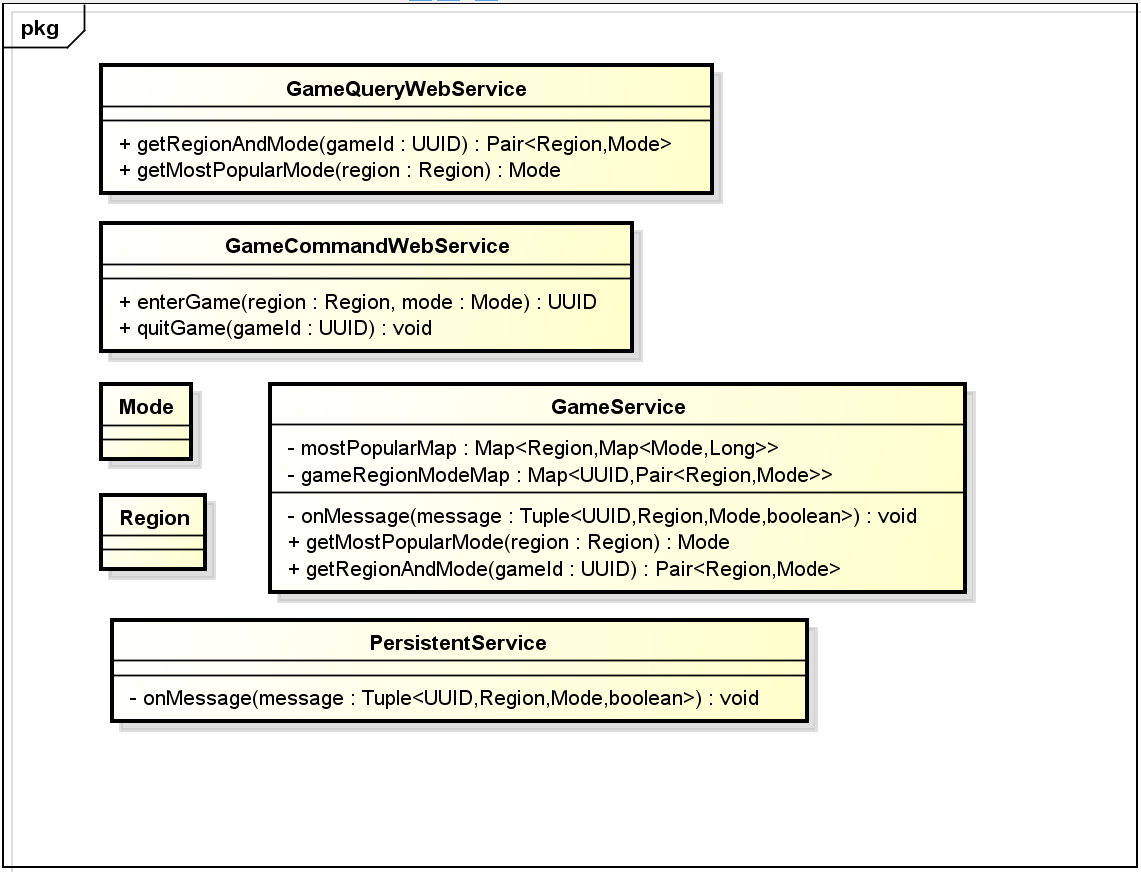 pkg
GameQueryWebService
+ getRegionAndMode(gameId : UUID) : Pair<Region,Mode>
+ getMostPopularMode(region : Region) : Mode
GameCommandWebService
+ enterGame(region : Region, mode : Mode) : UUID
+ quitGame(gameId : UUID) : void
Mode
GameService
- mostPopularMap : Map<Region,Map<Mode,Long>>
- gameRegionModeMap : Map<UUID,Pair<Region,Mode>>
- onMessage(message : Tuple<UUID,Region,Mode,boolean>) : void
+ getMostPopularMode(region : Region) : Mode
+ getRegionAndMode(gameId : UUID) : Pair<Region,Mode>
Region
PersistentService
- onMessage(message : Tuple<UUID,Region,Mode,boolean>) : void